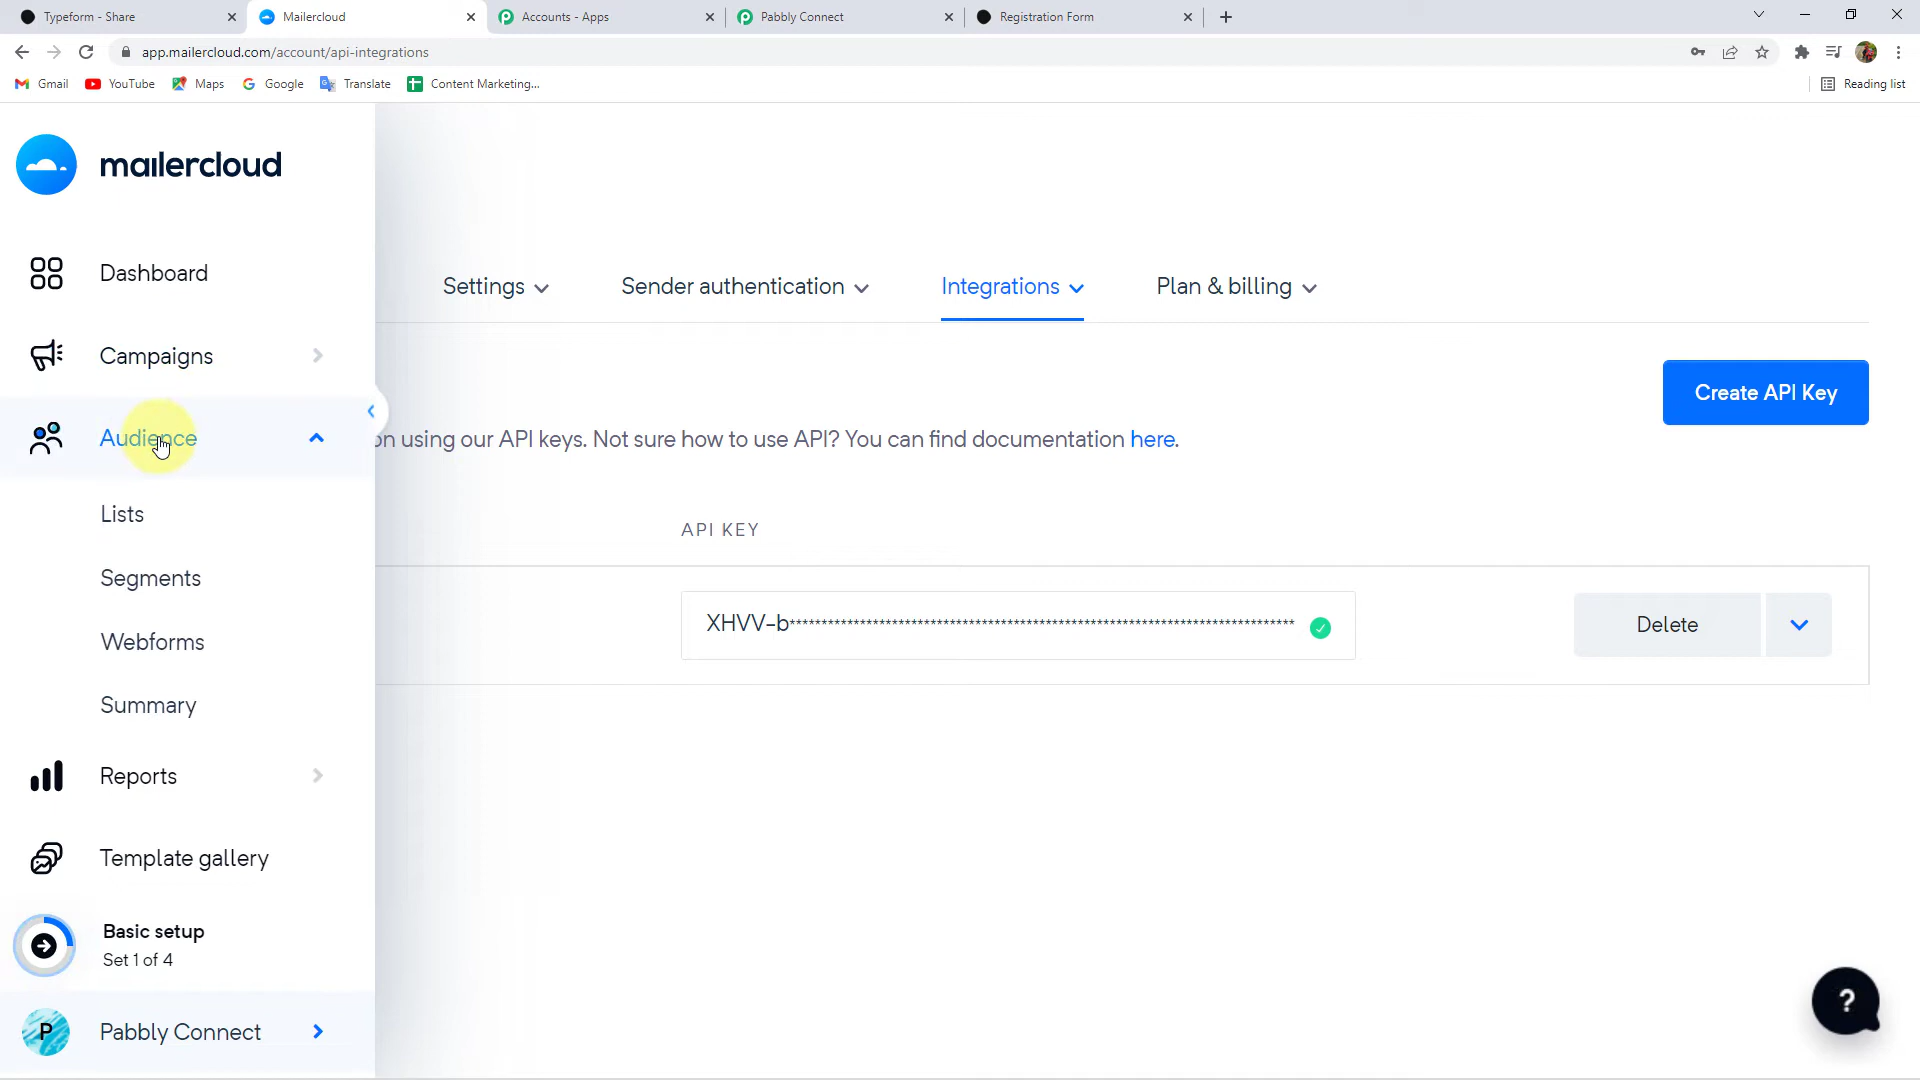 Typeform - Share
Mailercloud
Accounts - Apps
Pabbly Connect
Registration Form
app.mailercloud.com/account/api-integrations
Gmail
YouTube
Maps
Google
Translate
Content Marketing...
Reading list
mailercloud
Dashboard
Campaigns
Audience
Lists
Segments
Webforms
Summary
Reports
Template gallery
Basic setup
Set 1 of 4
P
Pabbly Connect
Settings
Sender authentication
Integrations
Plan & billing
Create API Key
on using our API keys. Not sure how to use API? You can find documentation here.
API KEY
XHVV-b************************************************************************
Delete
?